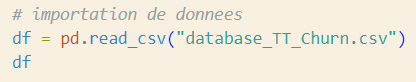 # importation de donnees
df = pd.read_csv("database_TT_Churn.csv")
df